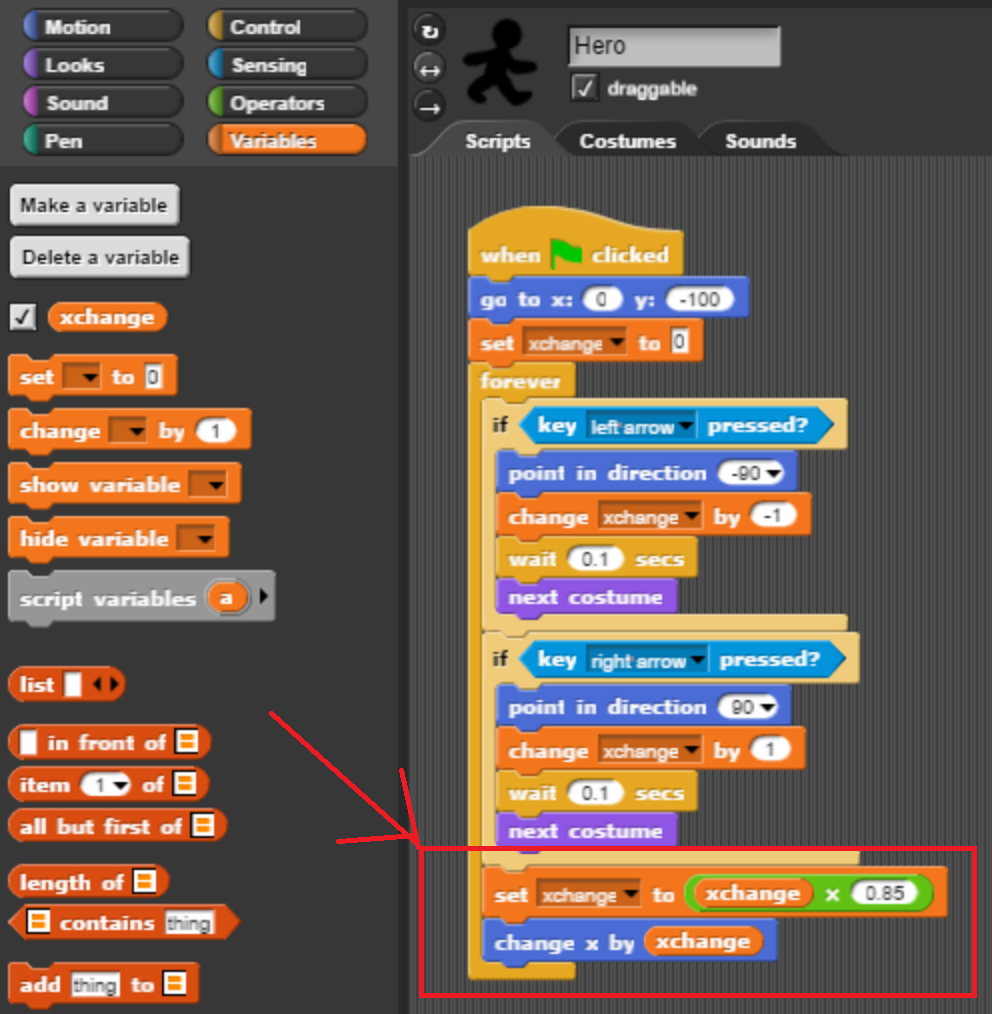 Motion Control
Looks Sensing
Sound Operators
Pen Variables
Make a variable
Delete a variable
xchange
set to 0
change by 1
show variable
hide variable
script variables a
list
in front of
item 1 of
all but first of
length of
contains thing
add thing to
Hero
draggable
Scripts Costumes Sounds
when clicked
go to x: 0 y: -100
set xchange to 0
forever
if key left arrow pressed?
point in direction -90
change xchange by -1
wait 0.1 secs
next costume
if key right arrow pressed?
point in direction 90
change xchange by 1
wait 0.1 secs
next costume
set xchange to xchange x 0.85
change x by xchange